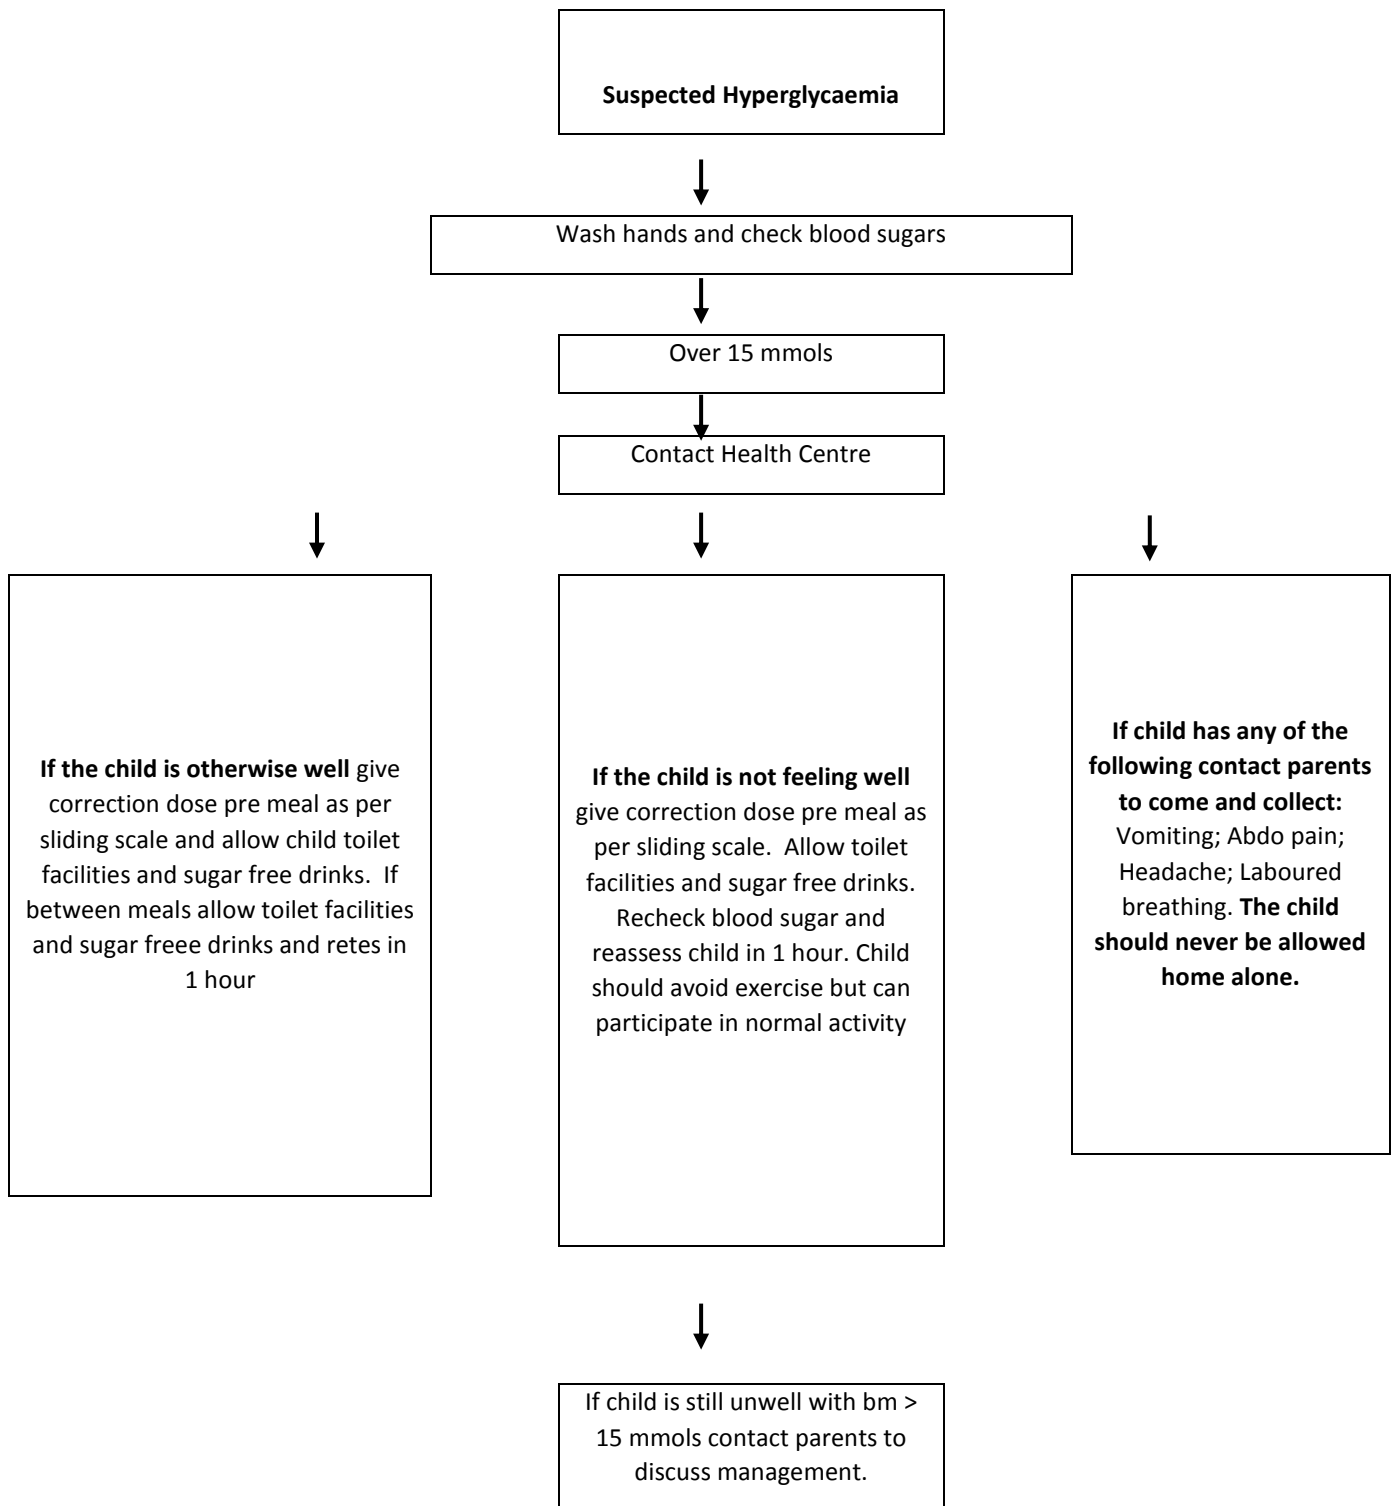 Suspected Hyperglycaemia
Wash hands and check blood sugars
Over 15 mmols
Contact Health Centre
If the child is otherwise well give
correction dose pre meal as per
sliding scale and allow child toilet
facilities and sugar free drinks.  If
between meals allow toilet facilities
and sugar freee drinks and retes in
1 hour
If the child is not feeling well
give correction dose pre meal as
per sliding scale.  Allow toilet
facilities and sugar free drinks.
Recheck blood sugar and
reassess child in 1 hour. Child
should avoid exercise but can
participate in normal activity
If child has any of the
following contact parents
to come and collect:
Vomiting; Abdo pain;
Headache; Laboured
breathing. The child
should never be allowed
home alone.
If child is still unwell with bm >
15 mmols contact parents to
discuss management.